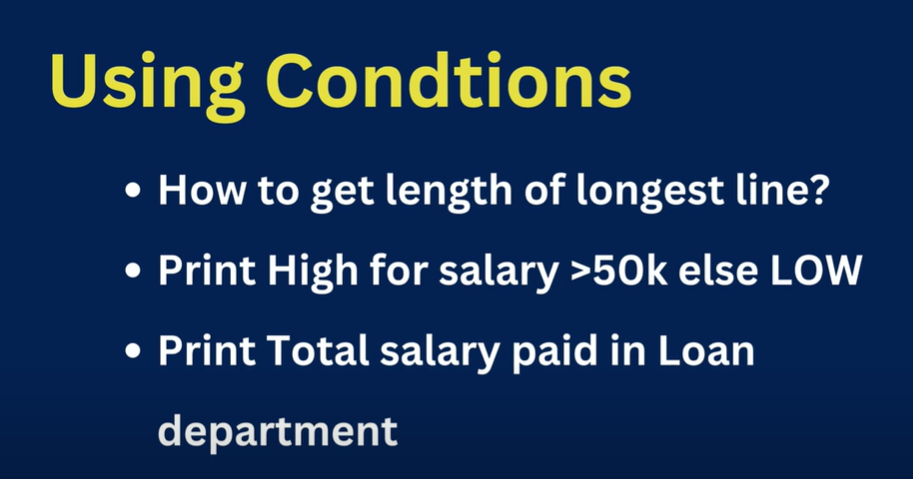 Using Condtions
• How to get length of longest line?
• Print High for salary >50k else LOW
• Print Total salary paid in Loan
department